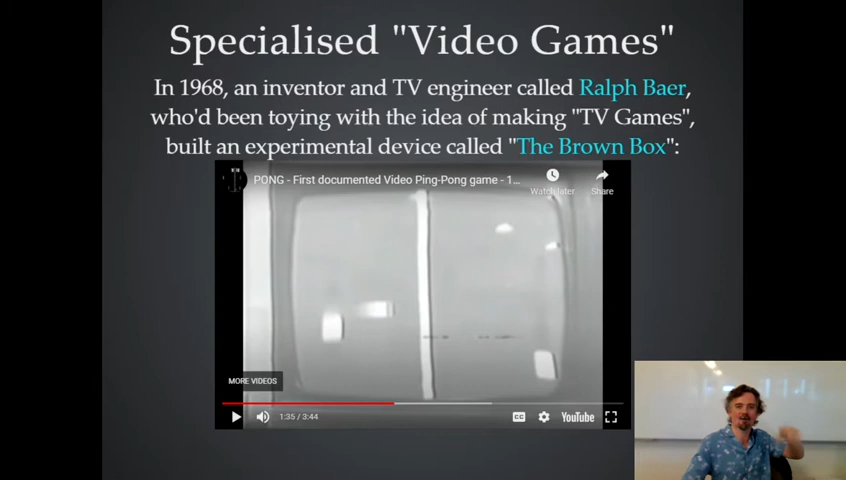 Specialised "Video Games"
In 1968, an inventor and TV engineer called Ralph Baer,
who'd been toying with the idea of making "TV Games",
built an experimental device called "The Brown Box":
PONG - First documented Video Ping-Pong game - 1...
Watch later
Share
MORE VIDEOS
1:35 / 3:44
CC
YouTube